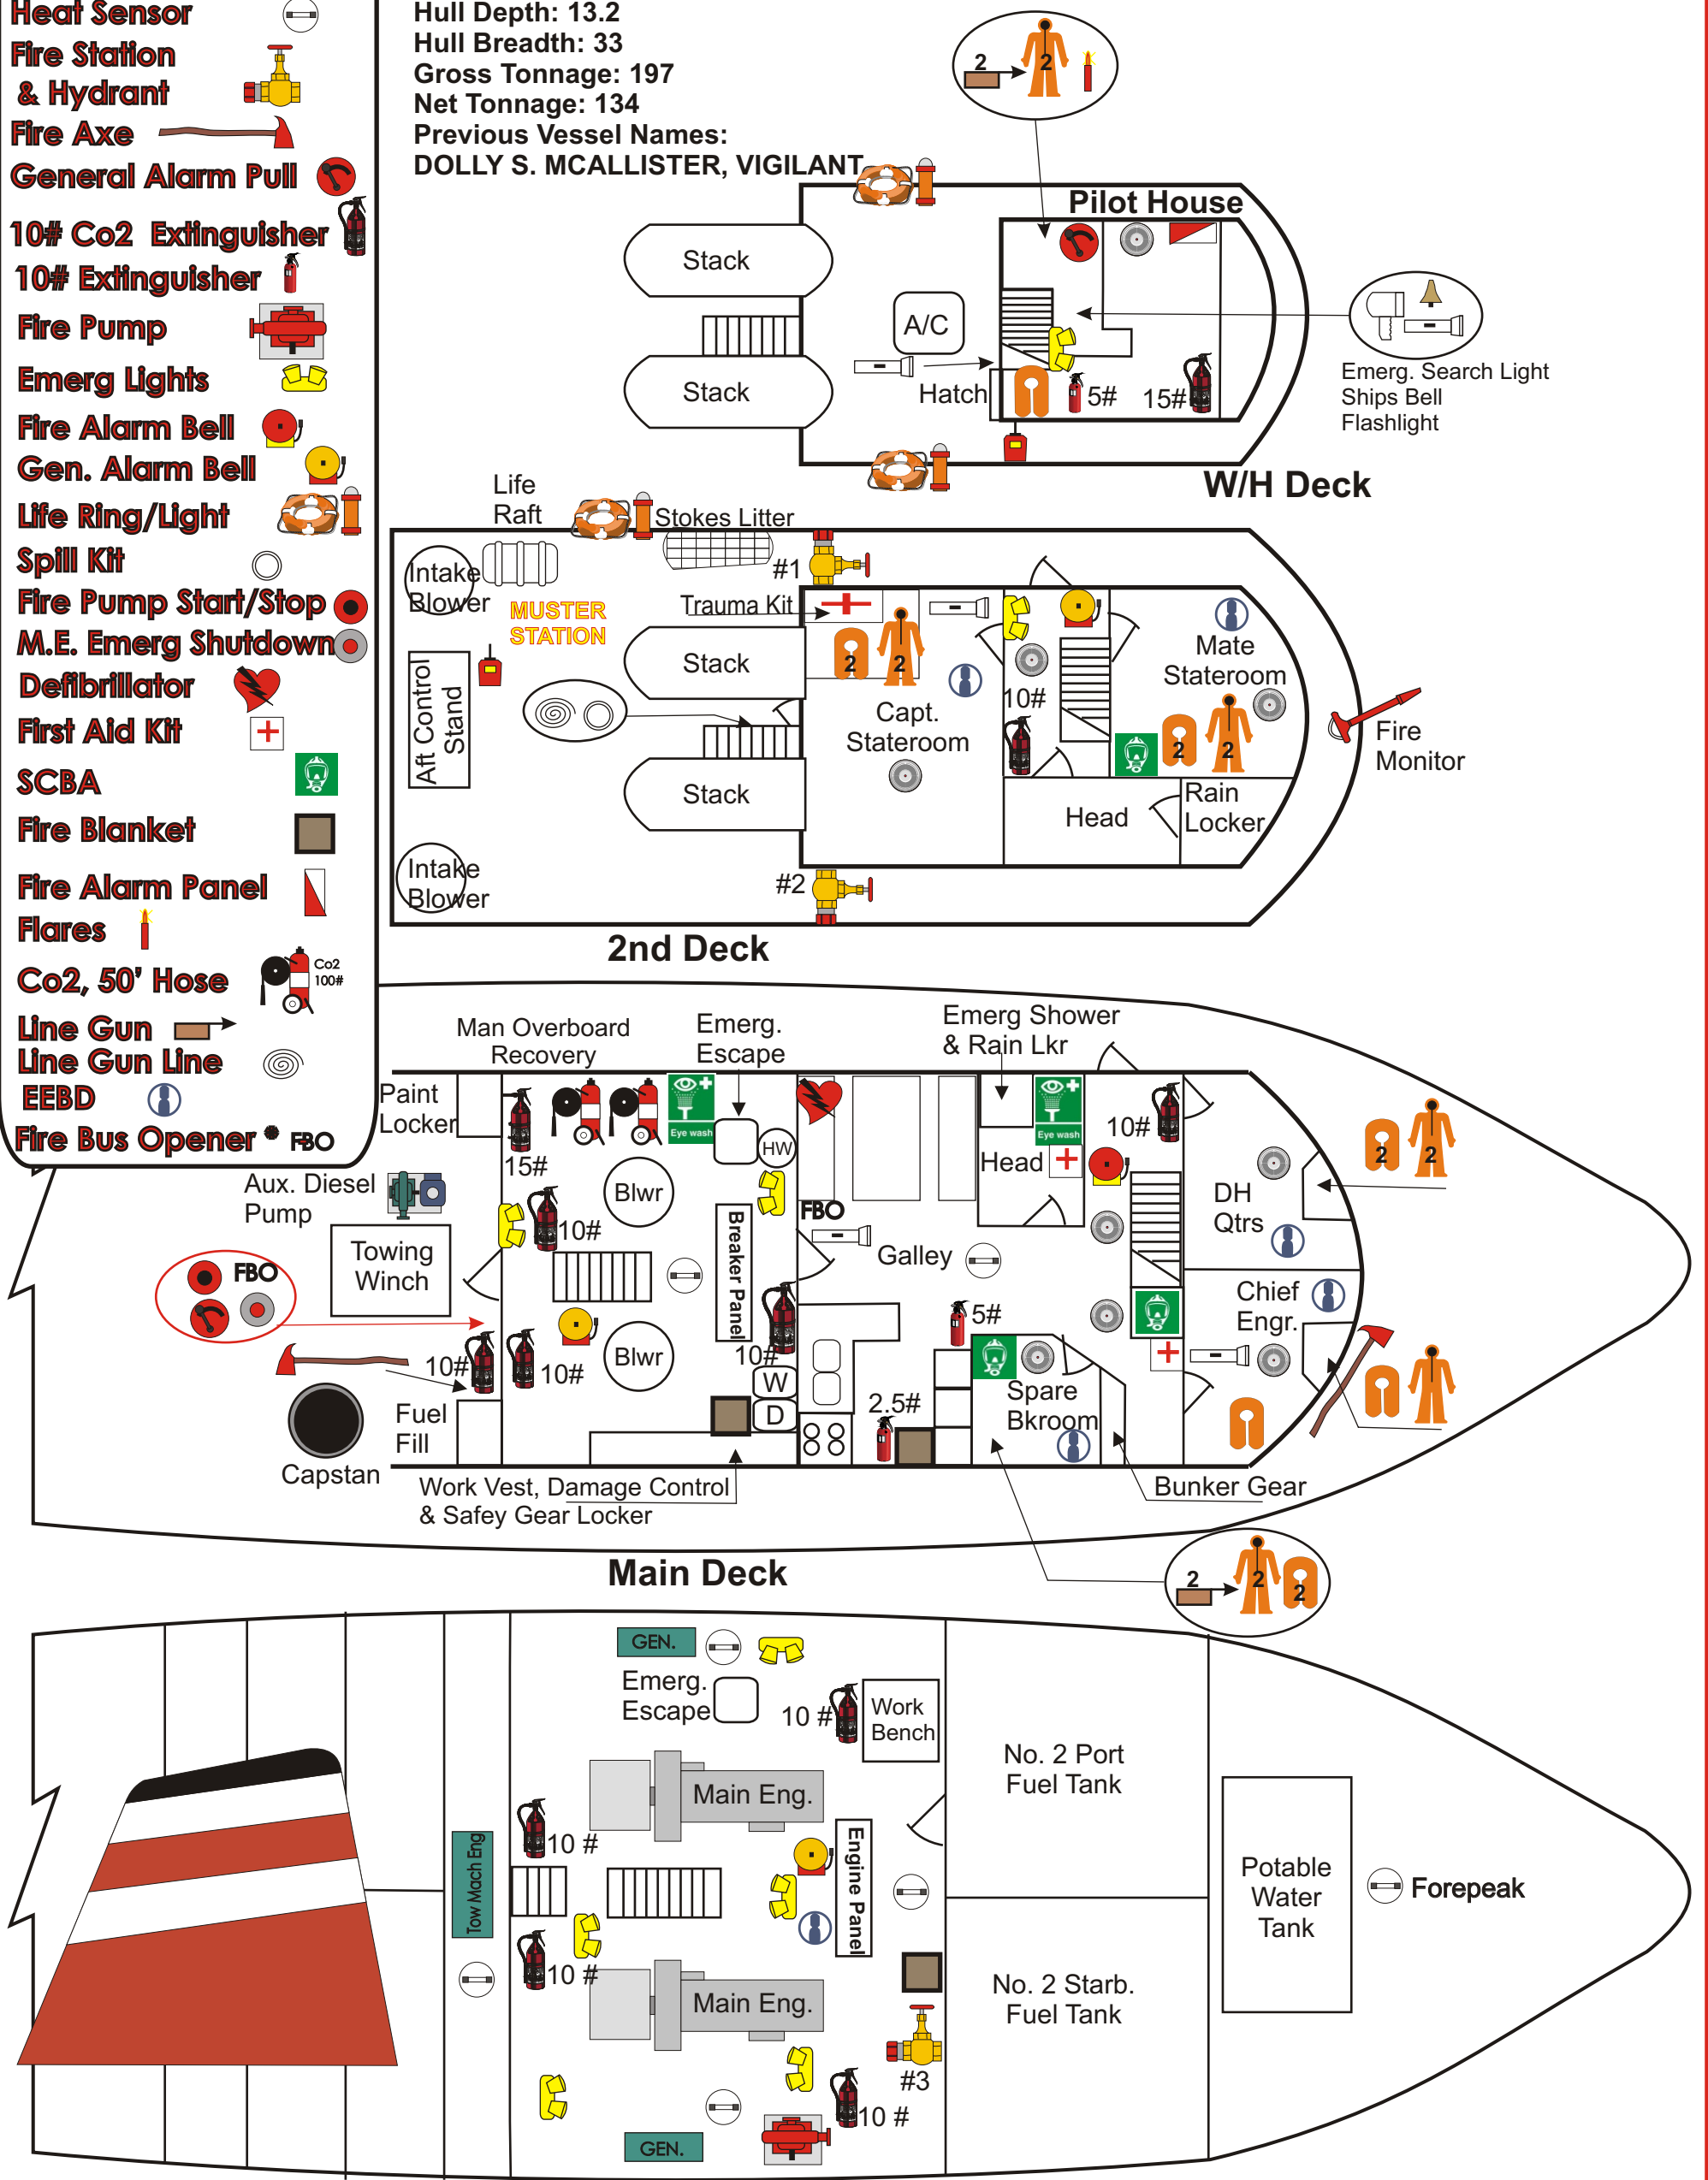 Heat Sensor
Fire Station
& Hydrant
Fire Axe
General Alarm Pull
10# Co2 Extinguisher
10# Extinguisher
Fire Pump
Emerg Lights
Fire Alarm Bell
Gen. Alarm Bell
Life Ring/Light
Spill Kit
Fire Pump Start/Stop
M.E. Emerg Shutdown
Defibrillator
First Aid Kit
SCBA
Fire Blanket
Fire Alarm Panel
Flares
Co2, 50' Hose
Co2
100#
Line Gun
Line Gun Line
EEBD
Fire Bus Opener FBO
Hull Depth: 13.2
Hull Breadth: 33
Gross Tonnage: 197
Net Tonnage: 134
Previous Vessel Names:
DOLLY S. MCALLISTER, VIGILANT
2
2
Pilot House
Stack
A/C
Stack
Hatch
5#
15#
Emerg. Search Light
Ships Bell
Flashlight
W/H Deck
Life
Raft
Stokes Litter
#1
Intake
Blower
MUSTER
STATION
Trauma Kit
Stack
2
2
Mate
Stateroom
10#
Aft Control
Stand
Capt.
Stateroom
2
2
Fire
Monitor
Stack
Head
Rain
Locker
Intake
Blower
#2
2nd Deck
Man Overboard
Recovery
Emerg.
Escape
Emerg Shower
& Rain Lkr
Paint
Locker
Eye wash
Eye wash
10#
HW
15#
Head
2
2
Aux. Diesel
Pump
Blwr
FBO
DH
Qtrs
10#
Towing
Winch
Breaker Panel
Galley
FBO
Chief
Engr.
5#
10#
10#
Blwr
10#
W
D
Spare
Bkroom
2.5#
Fuel
Fill
Capstan
Work Vest, Damage Control
& Safey Gear Locker
Bunker Gear
Main Deck
2
2
2
GEN.
Emerg.
Escape
10 #
Work
Bench
No. 2 Port
Fuel Tank
Main Eng.
10 #
Tow Mach Eng
Engine Panel
Potable
Water
Tank
Forepeak
10 #
Main Eng.
No. 2 Starb.
Fuel Tank
#3
10 #
GEN.